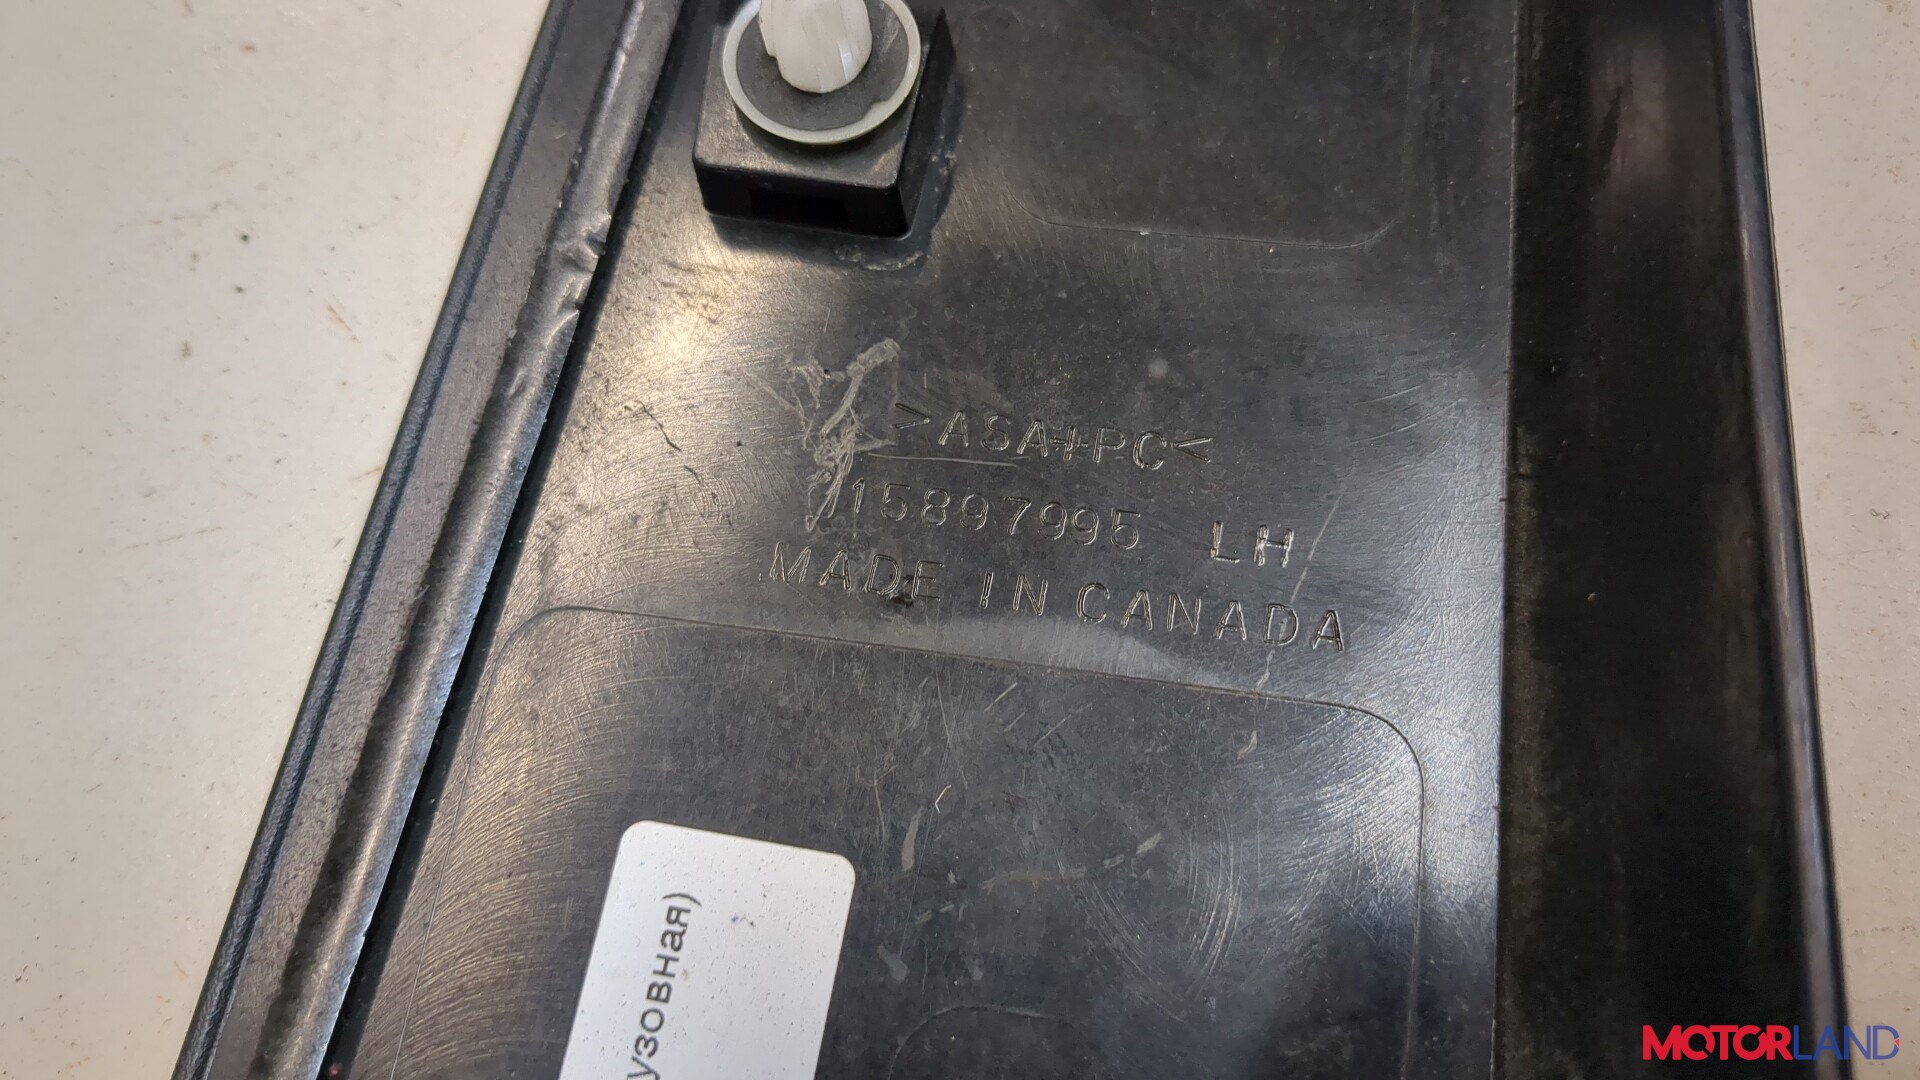 >ASA+PC<
15897995 LH
MADE IN CANADA
узовная)
MOTORLAND